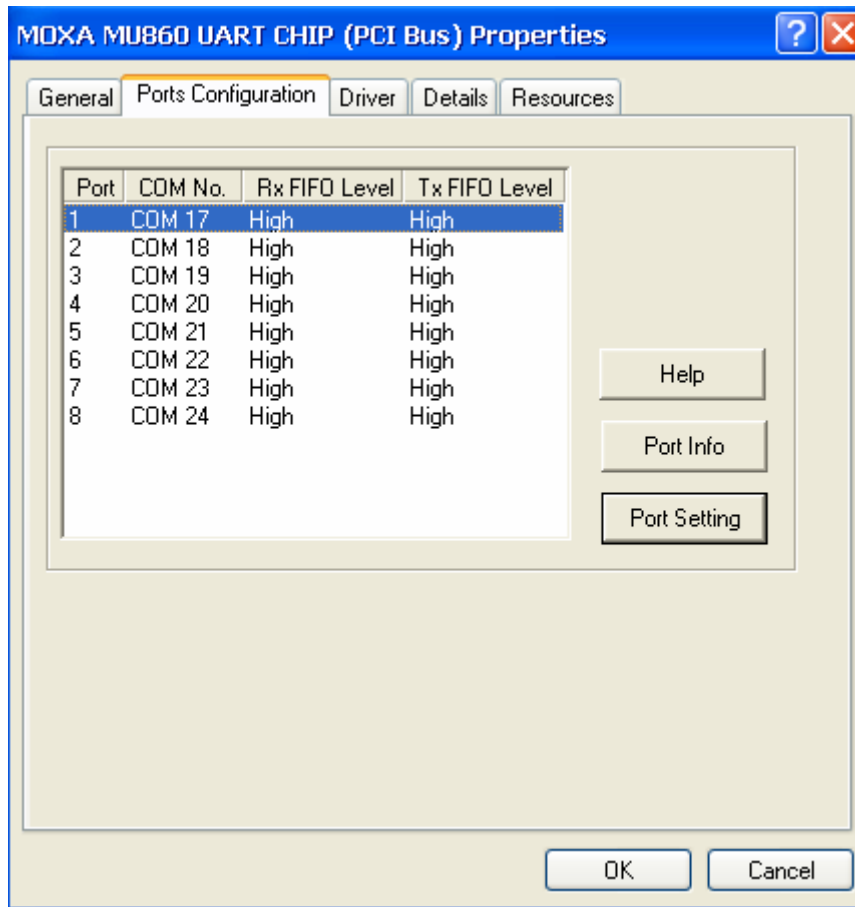 MOXA MU860 UART CHIP (PCI Bus) Properties
General Ports Configuration Driver Details Resources
Port COM No. Rx FIFO Level Tx FIFO Level
1 COM 17 High High
2 COM 18 High High
3 COM 19 High High
4 COM 20 High High
5 COM 21 High High
6 COM 22 High High
7 COM 23 High High
8 COM 24 High High
Help
Port Info
Port Setting
OK Cancel